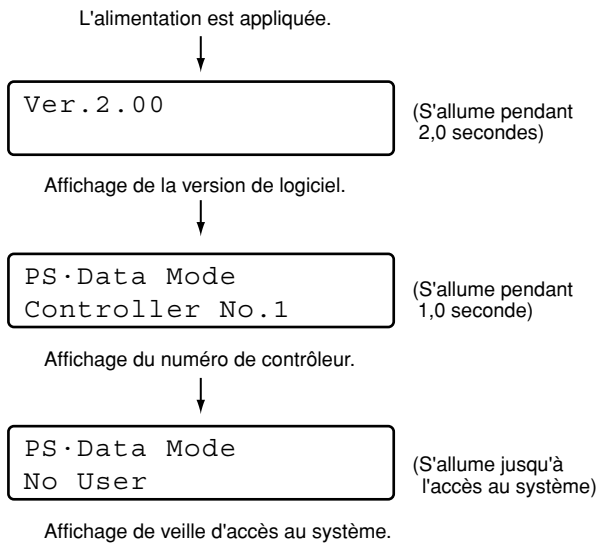 L'alimentation est appliquée.
Ver.2.00
(S'allume pendant
2,0 secondes)
Affichage de la version de logiciel.
PS·Data Mode
Controller No.1
(S'allume pendant
1,0 seconde)
Affichage du numéro de contrôleur.
PS·Data Mode
No User
(S'allume jusqu'à
l'accès au système)
Affichage de veille d'accès au système.